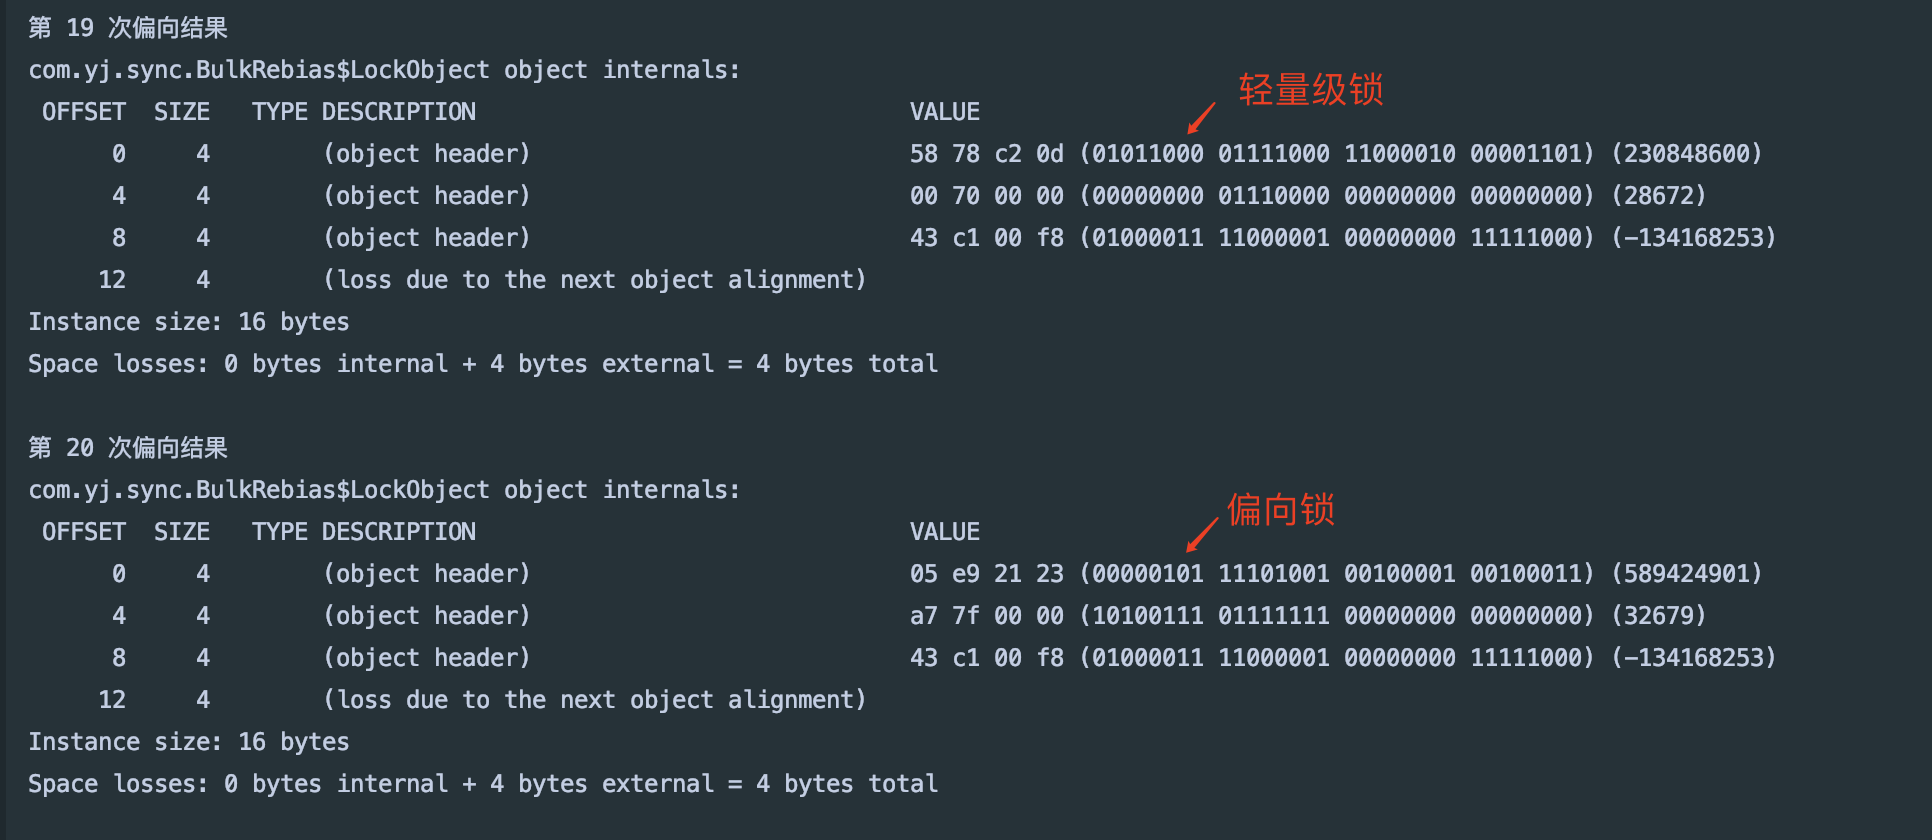 第 19 次偏向结果
com.yj.sync.BulkRebias$LockObject object internals:
轻量级锁
OFFSET  SIZE   TYPE DESCRIPTION                               VALUE
0     4        (object header)                           58 78 c2 0d (01011000 01111000 11000010 00001101) (230848600)
4     4        (object header)                           00 70 00 00 (00000000 01110000 00000000 00000000) (28672)
8     4        (object header)                           43 c1 00 f8 (01000011 11000001 00000000 11111000) (-134168253)
12     4        (loss due to the next object alignment)
Instance size: 16 bytes
Space losses: 0 bytes internal + 4 bytes external = 4 bytes total
第 20 次偏向结果
com.yj.sync.BulkRebias$LockObject object internals:
偏向锁
OFFSET  SIZE   TYPE DESCRIPTION                               VALUE
0     4        (object header)                           05 e9 21 23 (00000101 11101001 00100001 00100011) (589424901)
4     4        (object header)                           a7 7f 00 00 (10100111 01111111 00000000 00000000) (32679)
8     4        (object header)                           43 c1 00 f8 (01000011 11000001 00000000 11111000) (-134168253)
12     4        (loss due to the next object alignment)
Instance size: 16 bytes
Space losses: 0 bytes internal + 4 bytes external = 4 bytes total